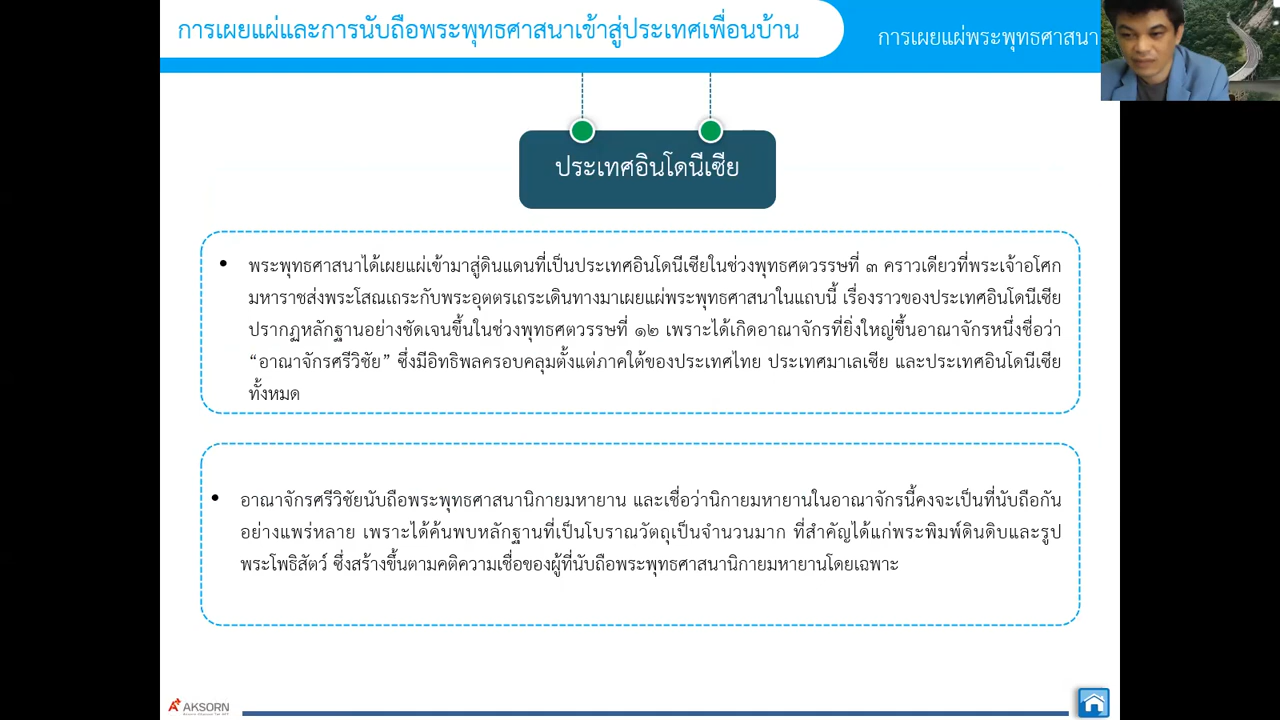 การเผยแผ่และการนับถือพระพุทธศาสนาเข้าสู่ประเทศเพื่อนบ้าน
การเผยแผ่พระพุทธศาสนา
ประเทศอินโดนีเซีย
• พระพุทธศาสนาได้เผยแผ่เข้ามาสู่ดินแดนที่เป็นประเทศอินโดนีเซียในช่วงพุทธศตวรรษที่ ๓ คราวเดียวที่พระเจ้าอโศก
มหาราชส่งพระโสณเถระกับพระอุตตรเถระเดินทางมาเผยแผ่พระพุทธศาสนาในแถบนี้ เรื่องราวของประเทศอินโดนีเซีย
ปรากฏหลักฐานอย่างชัดเจนขึ้นในช่วงพุทธศตวรรษที่ ๑๒ เพราะได้เกิดอาณาจักรที่ยิ่งใหญ่ขึ้นอาณาจักรหนึ่งชื่อว่า
“อาณาจักรศรีวิชัย” ซึ่งมีอิทธิพลครอบคลุมตั้งแต่ภาคใต้ของประเทศไทย ประเทศมาเลเซีย และประเทศอินโดนีเซีย
ทั้งหมด
• อาณาจักรศรีวิชัยนับถือพระพุทธศาสนานิกายมหายาน และเชื่อว่านิกายมหายานในอาณาจักรนี้คงจะเป็นที่นับถือกัน
อย่างแพร่หลาย เพราะได้ค้นพบหลักฐานที่เป็นโบราณวัตถุเป็นจำนวนมาก ที่สำคัญได้แก่พระพิมพ์ดินดิบและรูป
พระโพธิสัตว์ ซึ่งสร้างขึ้นตามคติความเชื่อของผู้ที่นับถือพระพุทธศาสนานิกายมหายานโดยเฉพาะ
AKSORN